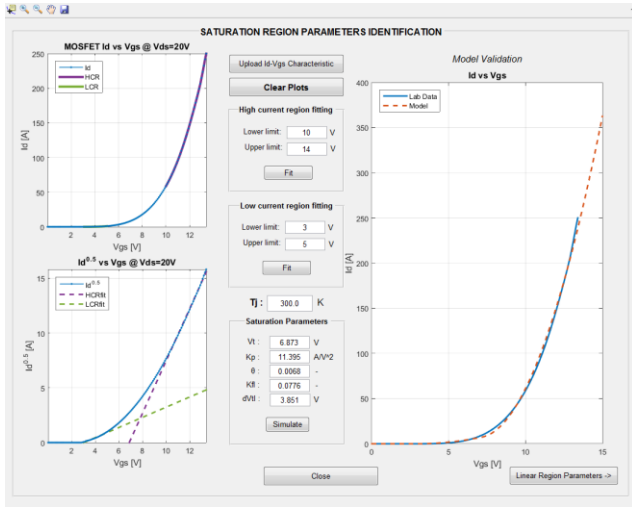 SATURATION REGION PARAMETERS IDENTIFICATION
MOSFET Id vs Vgs @ Vds=20V
Id
HCR
LCR
250
200
150
100
50
0
Id [A]
2 4 6 8 10 12
Vgs [V]
Id^0.5 vs Vgs @ Vds=20V
Id^0.5
HCRfit
LCRfit
15
10
5
0
Id^0.5 [A]
2 4 6 8 10 12
Vgs [V]
Upload Id-Vgs Characteristic
Clear Plots
High current region fitting
Lower limit: 10 V
Upper limit: 14 V
Fit
Low current region fitting
Lower limit: 3 V
Upper limit: 5 V
Fit
Tj : 300.0 K
Saturation Parameters
Vt : 6.873 V
Kp : 11.395 A/V^2
θ : 0.0068 -
Kfl : 0.0776 -
dVtl : 3.851 V
Simulate
Close
Model Validation
Id vs Vgs
Lab Data
Model
400
350
300
250
200
150
100
50
0
Id [A]
0 5 10 15
Vgs [V]
Linear Region Parameters ->